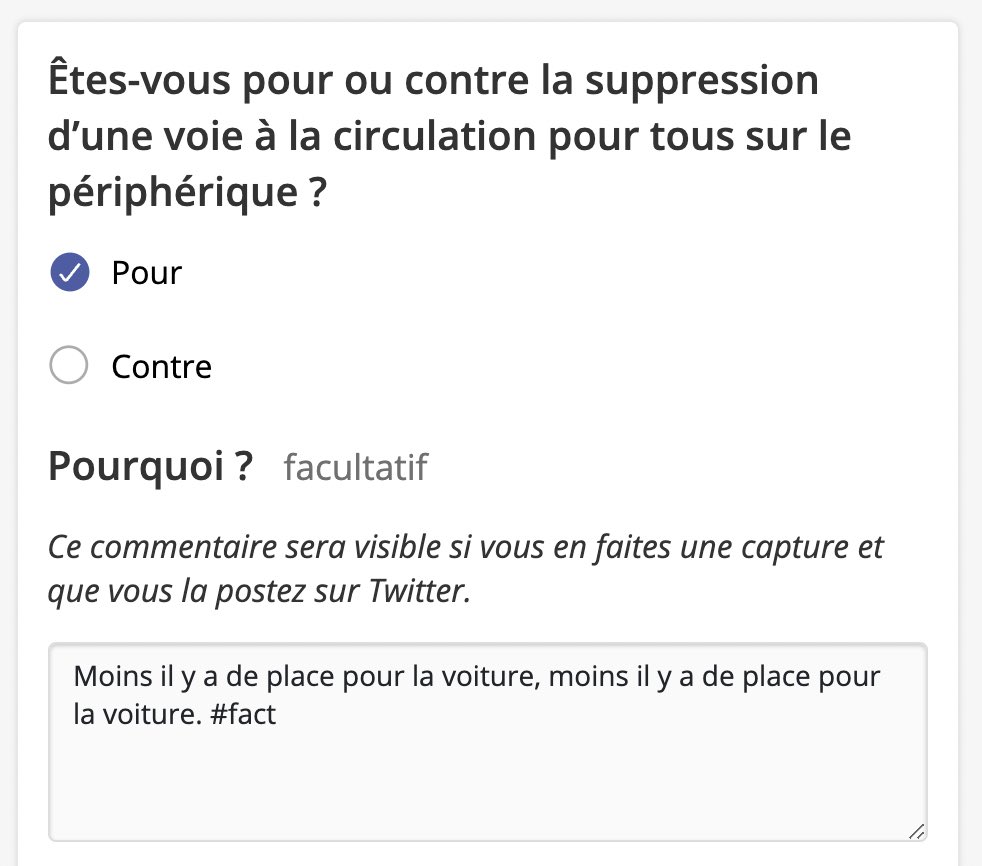 Êtes-vous pour ou contre la suppression
d’une voie à la circulation pour tous sur le
périphérique ?
Pour
Contre
Pourquoi ? facultatif
Ce commentaire sera visible si vous en faites une capture et
que vous la postez sur Twitter.
Moins il y a de place pour la voiture, moins il y a de place pour
la voiture. #fact